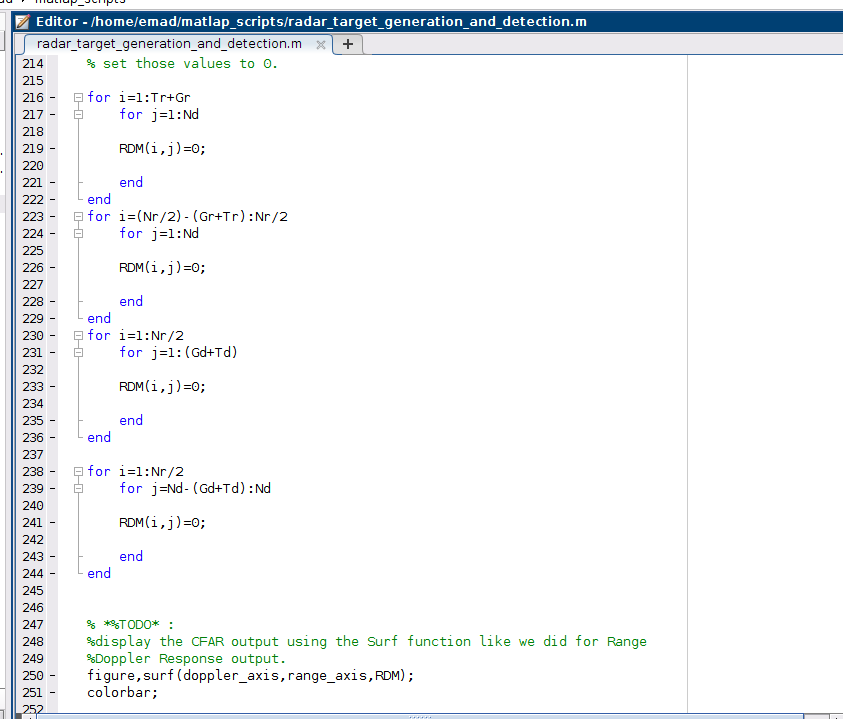 matlap_scripts
Editor - /home/emad/matlap_scripts/radar_target_generation_and_detection.m
radar_target_generation_and_detection.m × +
214 % set those values to 0.
215
216 - for i=1:Tr+Gr
217 - for j=1:Nd
218
219 - RDM(i,j)=0;
220
221 - end
222 - end
223 - for i=(Nr/2)-(Gr+Tr):Nr/2
224 - for j=1:Nd
225
226 - RDM(i,j)=0;
227
228 - end
229 - end
230 - for i=1:Nr/2
231 - for j=1:(Gd+Td)
232
233 - RDM(i,j)=0;
234
235 - end
236 - end
237
238 - for i=1:Nr/2
239 - for j=Nd-(Gd+Td):Nd
240
241 - RDM(i,j)=0;
242
243 - end
244 - end
245
246
247 % *%TODO* :
248 %display the CFAR output using the Surf function like we did for Range
249 %Doppler Response output.
250 - figure,surf(doppler_axis,range_axis,RDM);
251 - colorbar;
252